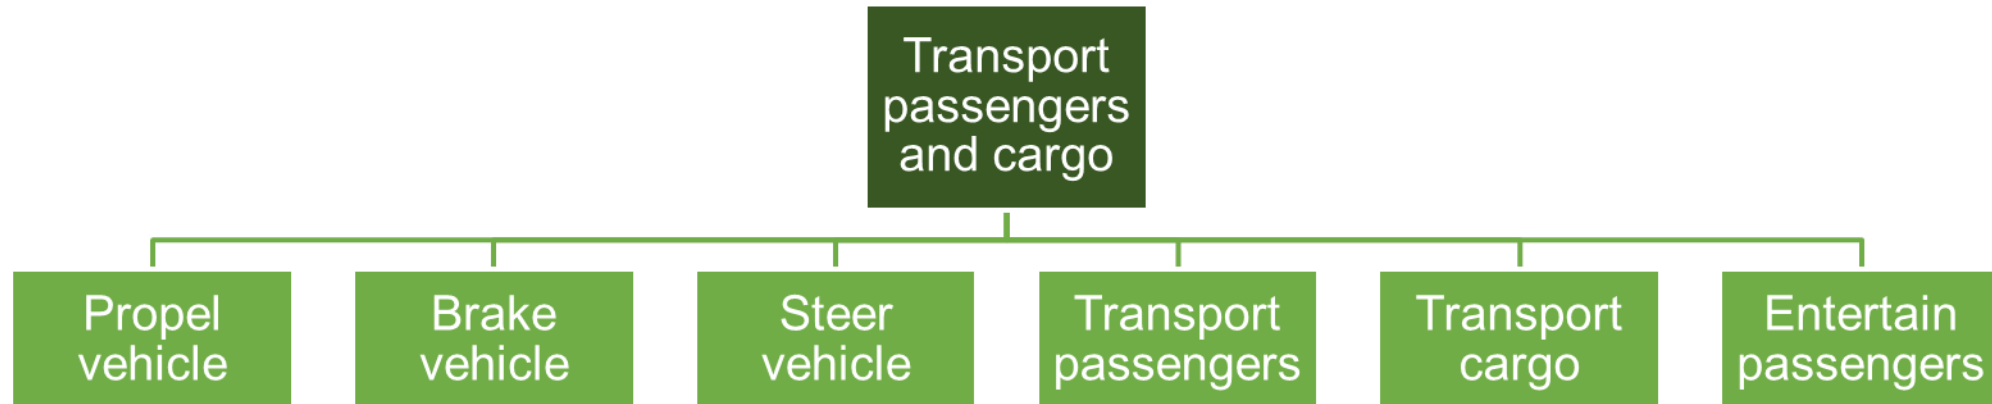 Transport
passengers
and cargo
Propel
vehicle
Brake
vehicle
Steer
vehicle
Transport
passengers
Transport
cargo
Entertain
passengers